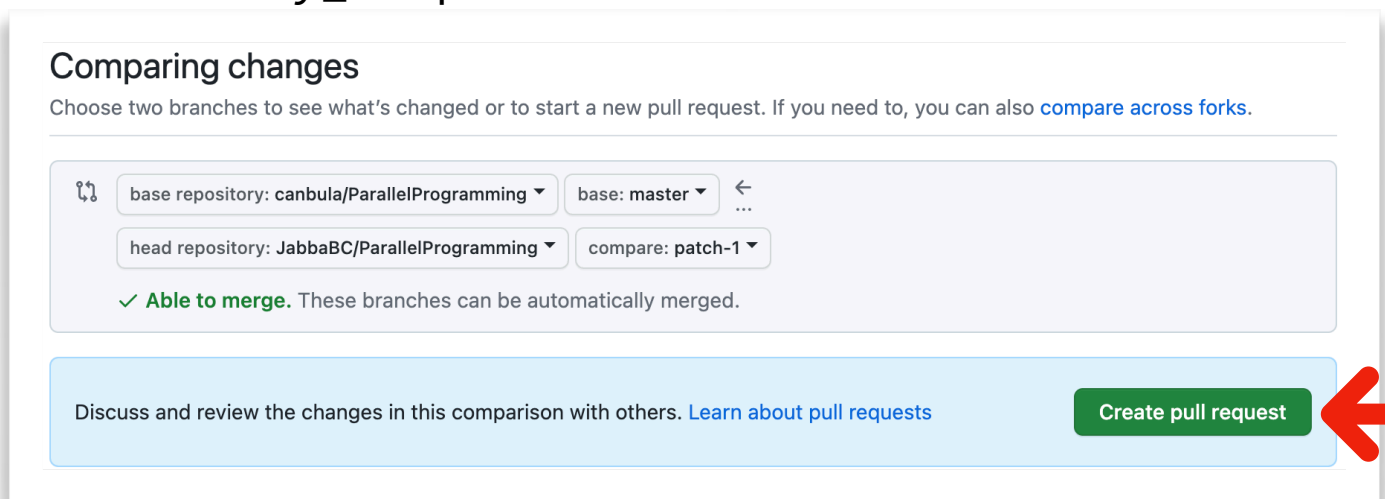 Comparing changes
Choose two branches to see what's changed or to start a new pull request. If you need to, you can also compare across forks.
base repository: canbula/ParallelProgramming base: master
...
head repository: JabbaBC/ParallelProgramming compare: patch-1
Able to merge. These branches can be automatically merged.
Discuss and review the changes in this comparison with others. Learn about pull requests
Create pull request